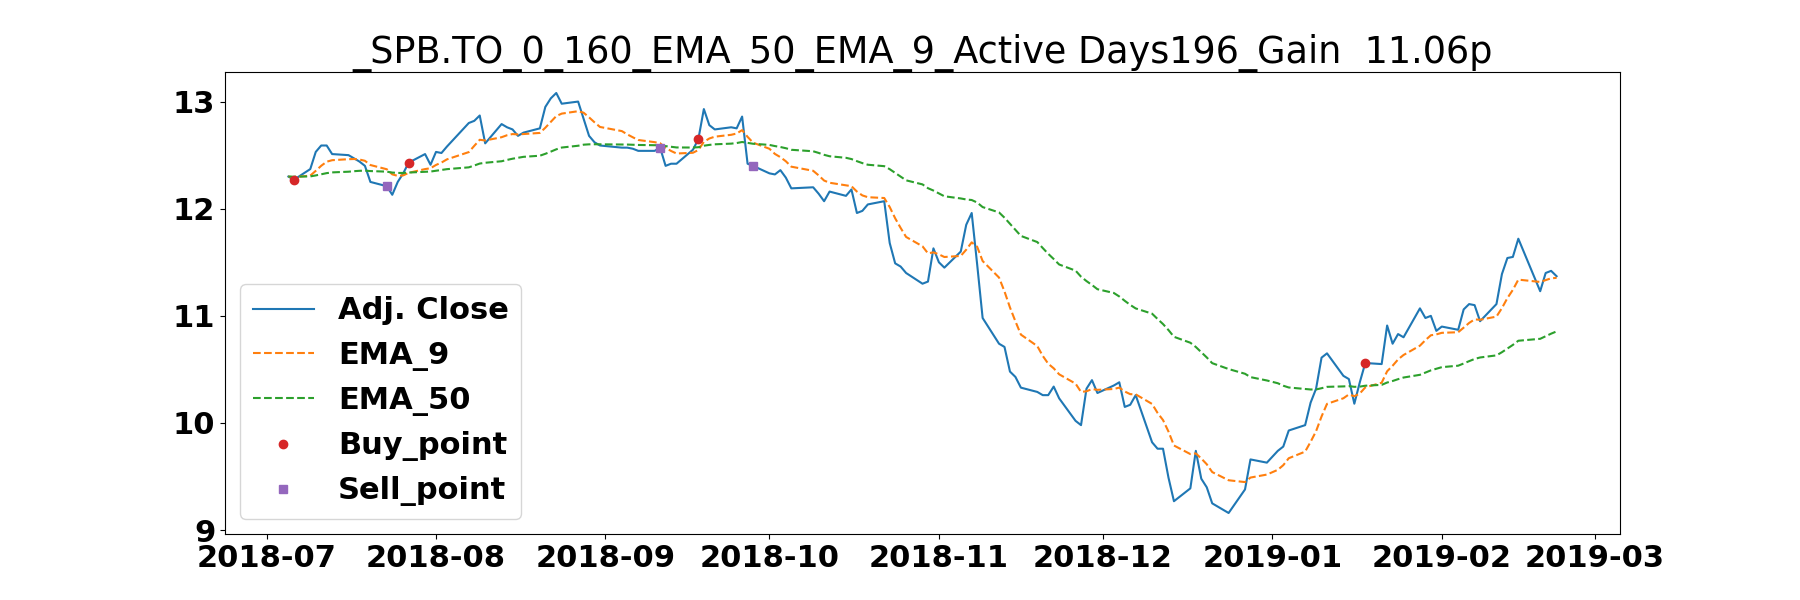 _SPB.TO_0_160_EMA_50_EMA_9_Active Days196_Gain  11.06p
13
12
11
10
9
Adj. Close
EMA_9
EMA_50
Buy_point
Sell_point
2018-07 2018-08 2018-09 2018-10 2018-11 2018-12 2019-01 2019-02 2019-03